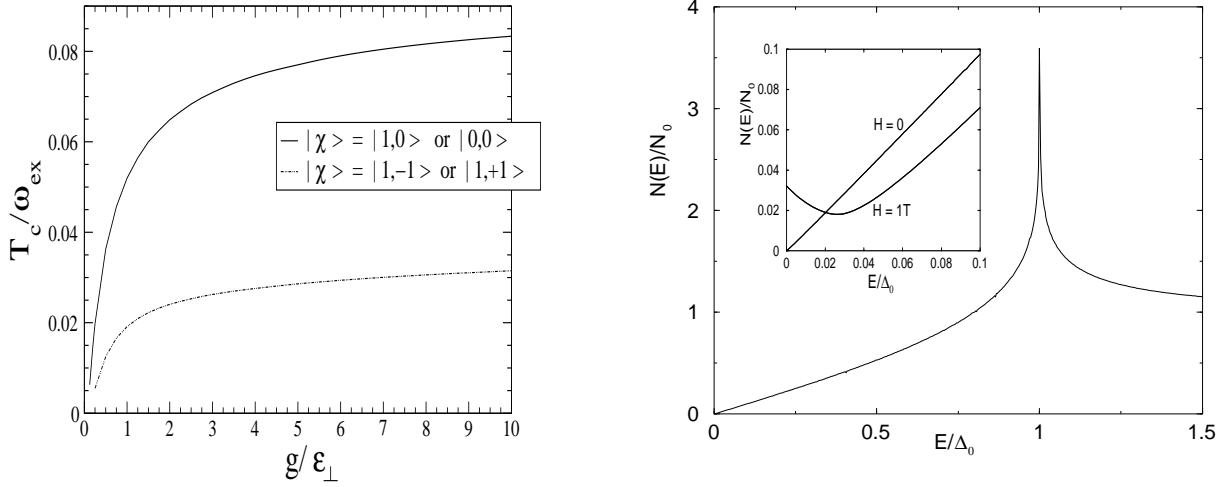 0.08
0.06
0.04
0.02
0
T_c/ω_ex
| χ > = | 1,0 > or | 0,0 >
| χ > = | 1,−1 > or | 1,+1 >
0 1 2 3 4 5 6 7 8 9 10
g/ε_⊥
4
3
2
1
0
N(E)/N_0
0.1
0.08
0.06
0.04
0.02
0
N(E)/N_0
H = 0
H = 1T
0 0.02 0.04 0.06 0.08 0.1
E/Δ_0
0 0.5 1 1.5
E/Δ_0